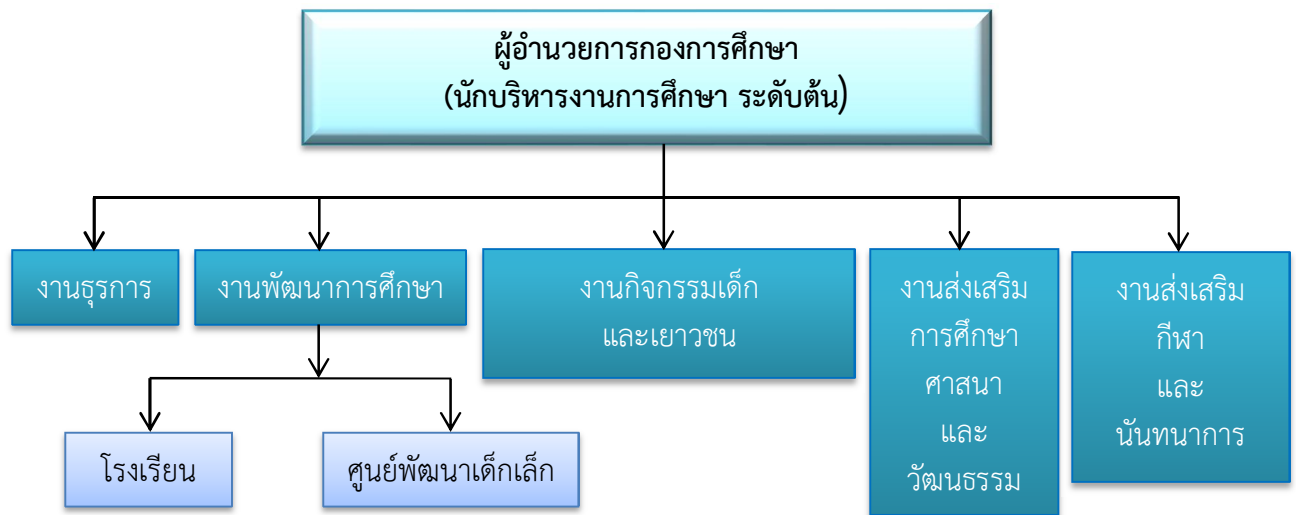 ผู้อำนวยการกองการศึกษา
(นักบริหารงานการศึกษา ระดับต้น)
งานธุรการ
งานพัฒนาการศึกษา
งานกิจกรรมเด็ก
และเยาวชน
งานส่งเสริม
การศึกษา
ศาสนา
และ
วัฒนธรรม
งานส่งเสริม
กีฬา
และ
นันทนาการ
โรงเรียน
ศูนย์พัฒนาเด็กเล็ก